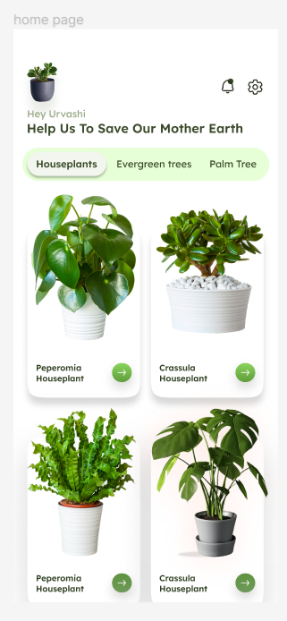 home page
Hey Urvashi
Help Us To Save Our Mother Earth
Houseplants Evergreen trees Palm Tree
Peperomia
Houseplant
Crassula
Houseplant
Peperomia
Houseplant
Crassula
Houseplant